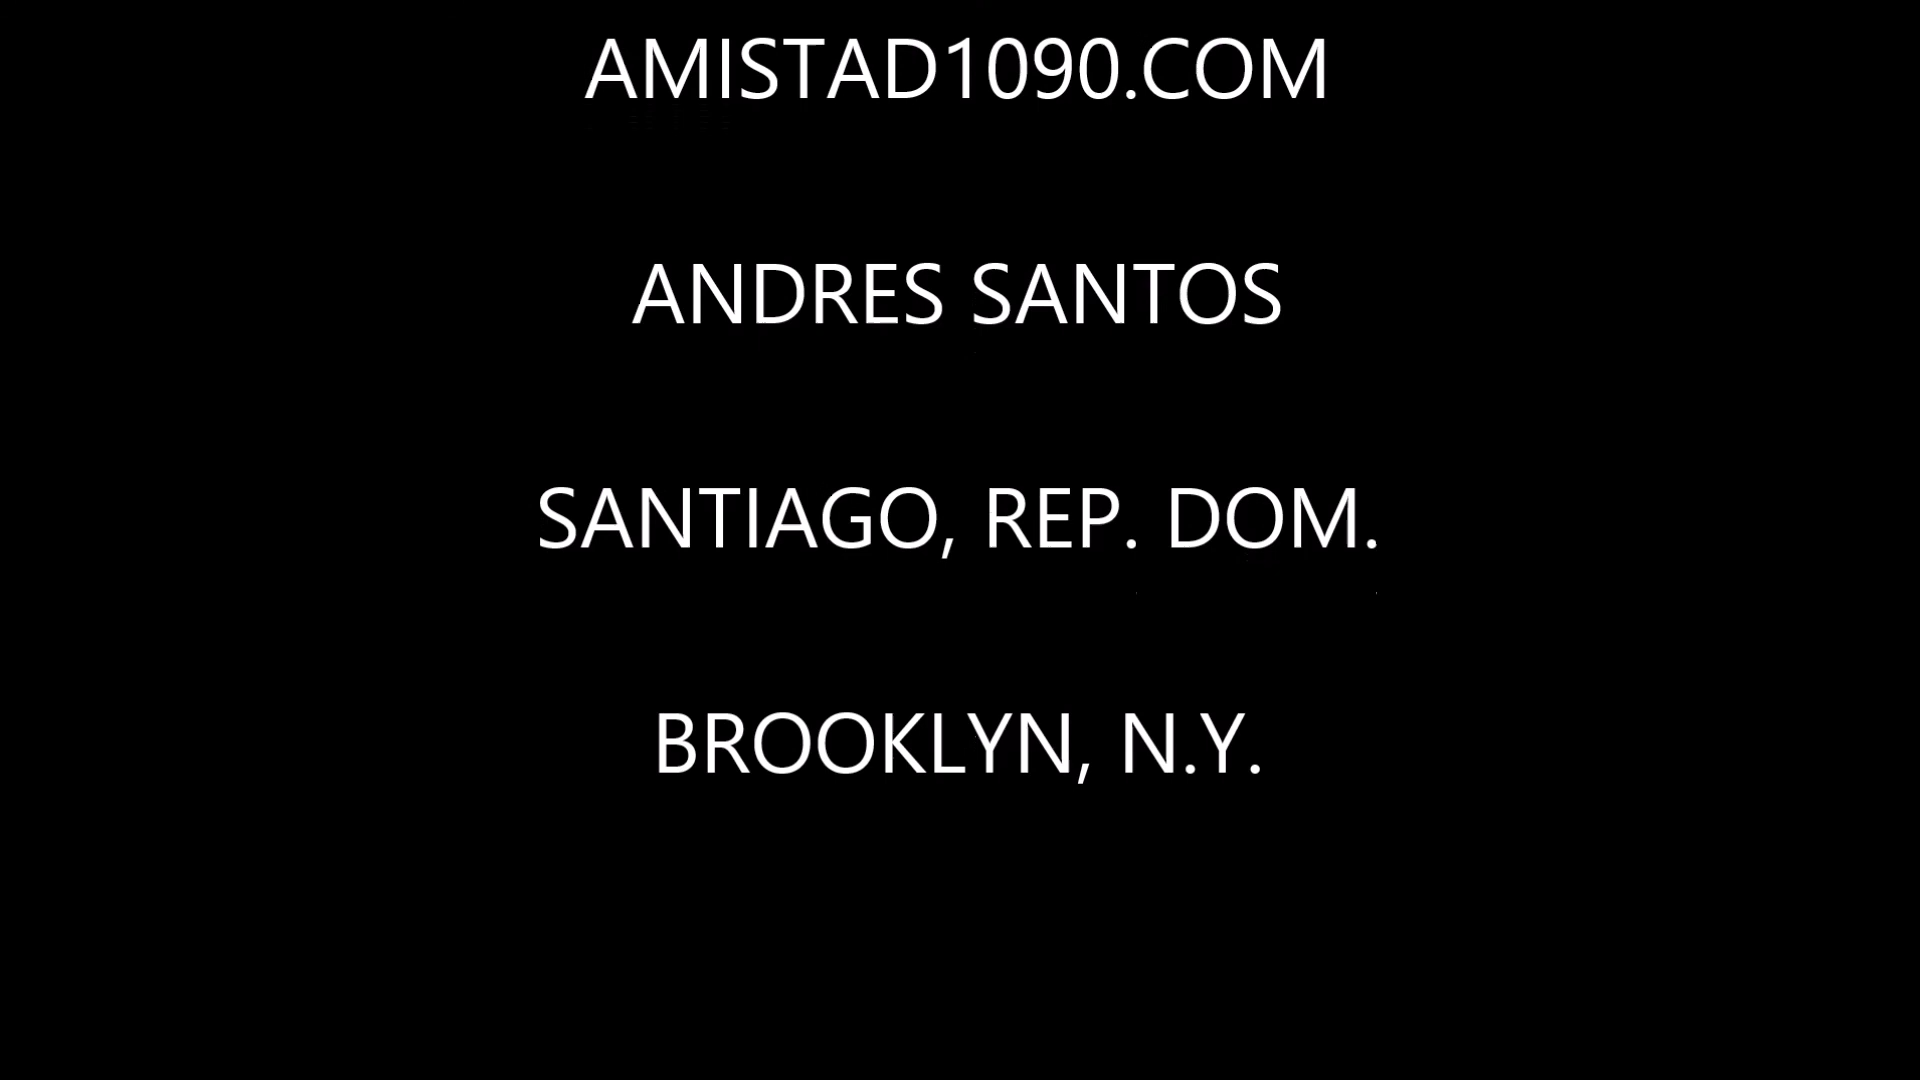 AMISTAD1090.COM
ANDRES SANTOS
SANTIAGO, REP. DOM.
BROOKLYN, N.Y.